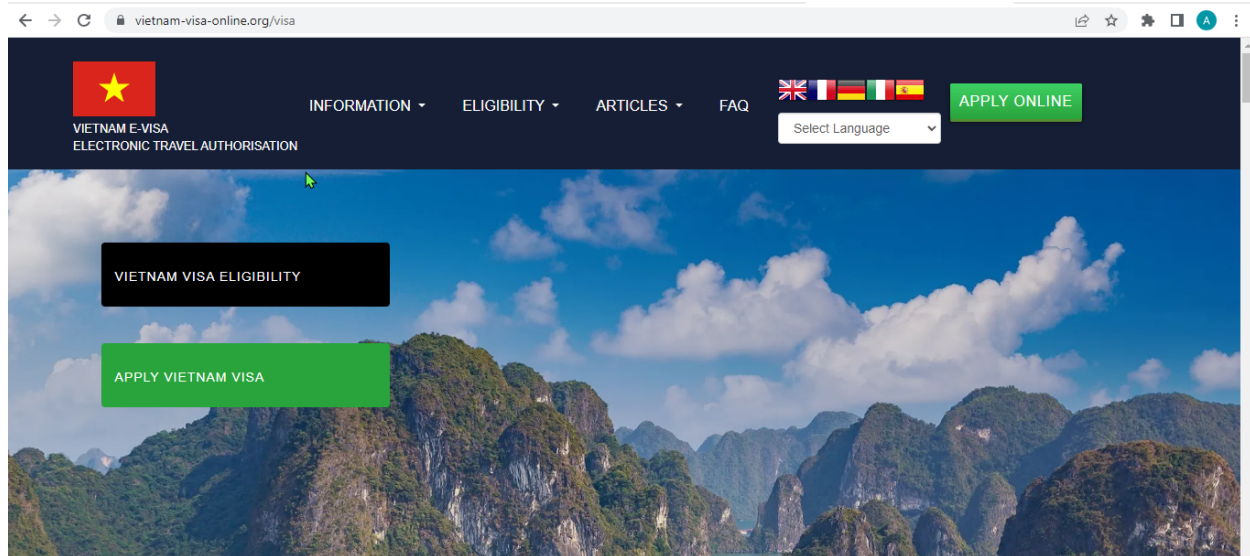 vietnam-visa-online.org/visa
A
VIETNAM E-VISA
ELECTRONIC TRAVEL AUTHORISATION
INFORMATION
ELIGIBILITY
ARTICLES
FAQ
Select Language
APPLY ONLINE
VIETNAM VISA ELIGIBILITY
APPLY VIETNAM VISA